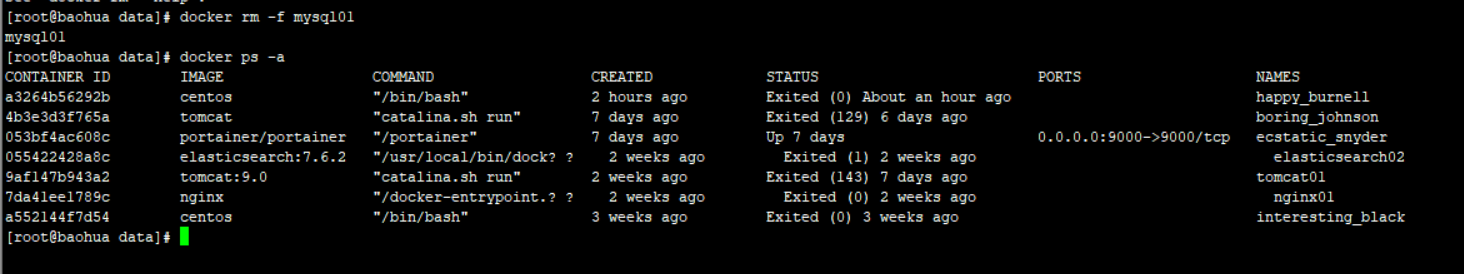 [root@baohua data]# docker rm -f mysql01
mysql01
[root@baohua data]# docker ps -a
CONTAINER ID        IMAGE                 COMMAND                  CREATED             STATUS                         PORTS                    NAMES
a3264b56292b        centos                "/bin/bash"              2 hours ago         Exited (0) About an hour ago                            happy_burnell
4b3e3d3f765a        tomcat                "catalina.sh run"        7 days ago          Exited (129) 6 days ago                                 boring_johnson
053bf4ac608c        portainer/portainer   "/portainer"             7 days ago          Up 7 days                      0.0.0.0:9000->9000/tcp   ecstatic_snyder
055422428a8c        elasticsearch:7.6.2   "/usr/local/bin/dock? ?   2 weeks ago         Exited (1) 2 weeks ago                                  elasticsearch02
9af147b943a2        tomcat:9.0            "catalina.sh run"        2 weeks ago         Exited (143) 7 days ago                                 tomcat01
7da41ee1789c        nginx                 "/docker-entrypoint.? ?   2 weeks ago         Exited (0) 2 weeks ago                                  nginx01
a552144f7d54        centos                "/bin/bash"              3 weeks ago         Exited (0) 3 weeks ago                                  interesting_black
[root@baohua data]#